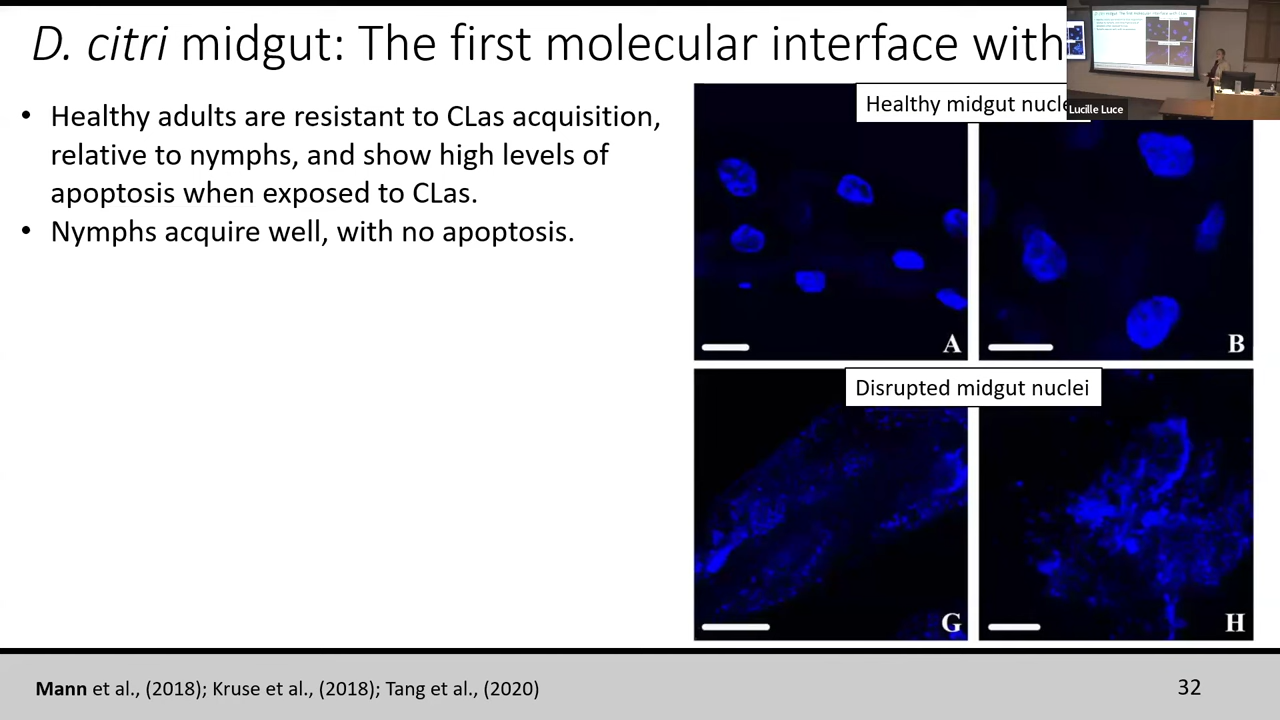 D. citri midgut: The first molecular interface with
Lucille Luce
• Healthy adults are resistant to CLas acquisition,
relative to nymphs, and show high levels of
apoptosis when exposed to CLas.
• Nymphs acquire well, with no apoptosis.
Healthy midgut
A
B
Disrupted midgut nuclei
G
H
Mann et al., (2018); Kruse et al., (2018); Tang et al., (2020)
32